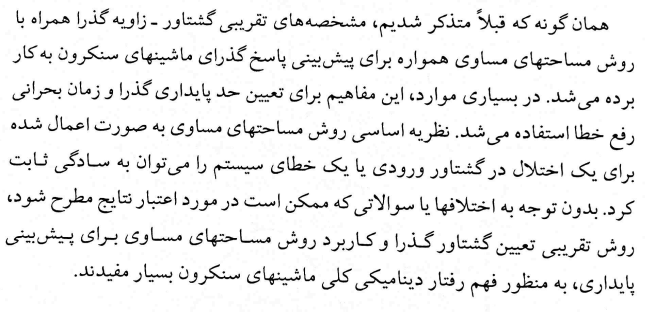 همان گونه که قبلاً متذکر شدیم، مشخصه‌های تقریبی گشتاور ـ زاویه گذرا همراه با
روش مساحتهای مساوی همواره برای پیش‌بینی پاسخ گذرای ماشینهای سنکرون به کار
برده می‌شد. در بسیاری موارد، این مفاهیم برای تعیین حد پایداری گذرا و زمان بحرانی
رفع خطا استفاده می‌شد. نظریه اساسی روش مساحتهای مساوی به صورت اعمال شده
برای یک اختلال در گشتاور ورودی یا یک خطای سیستم را می‌توان به سادگی ثابت
کرد. بدون توجه به اختلافها یا سوالاتی که ممکن است در مورد اعتبار نتایج مطرح شود،
روش تقریبی تعیین گشتاور گذرا و کاربرد روش مساحتهای مساوی برای پیش‌بینی
پایداری، به منظور فهم رفتار دینامیکی کلی ماشینهای سنکرون بسیار مفیدند.